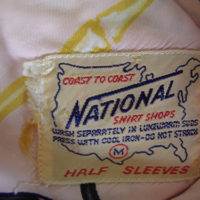 COAST TO COAST
NATIONAL
SHIRT SHOPS
WASH SEPARATELY IN LUKEWARM SUDS
PRESS WITH COOL IRON-DO NOT STARCH
M
HALF SLEEVES